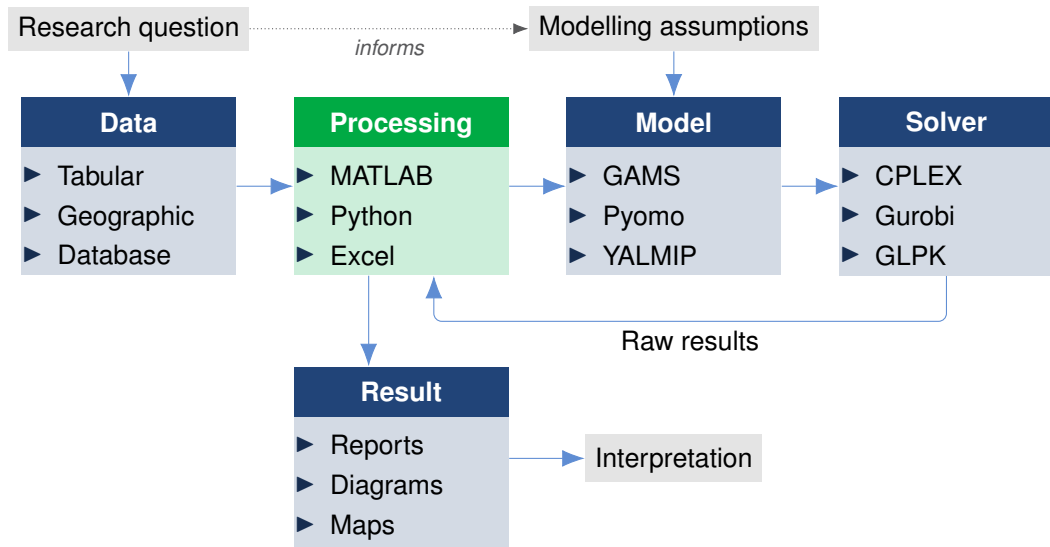 Research question
informs
Modelling assumptions
Data
Tabular
Geographic
Database
Processing
MATLAB
Python
Excel
Model
GAMS
Pyomo
YALMIP
Solver
CPLEX
Gurobi
GLPK
Raw results
Result
Reports
Diagrams
Maps
Interpretation